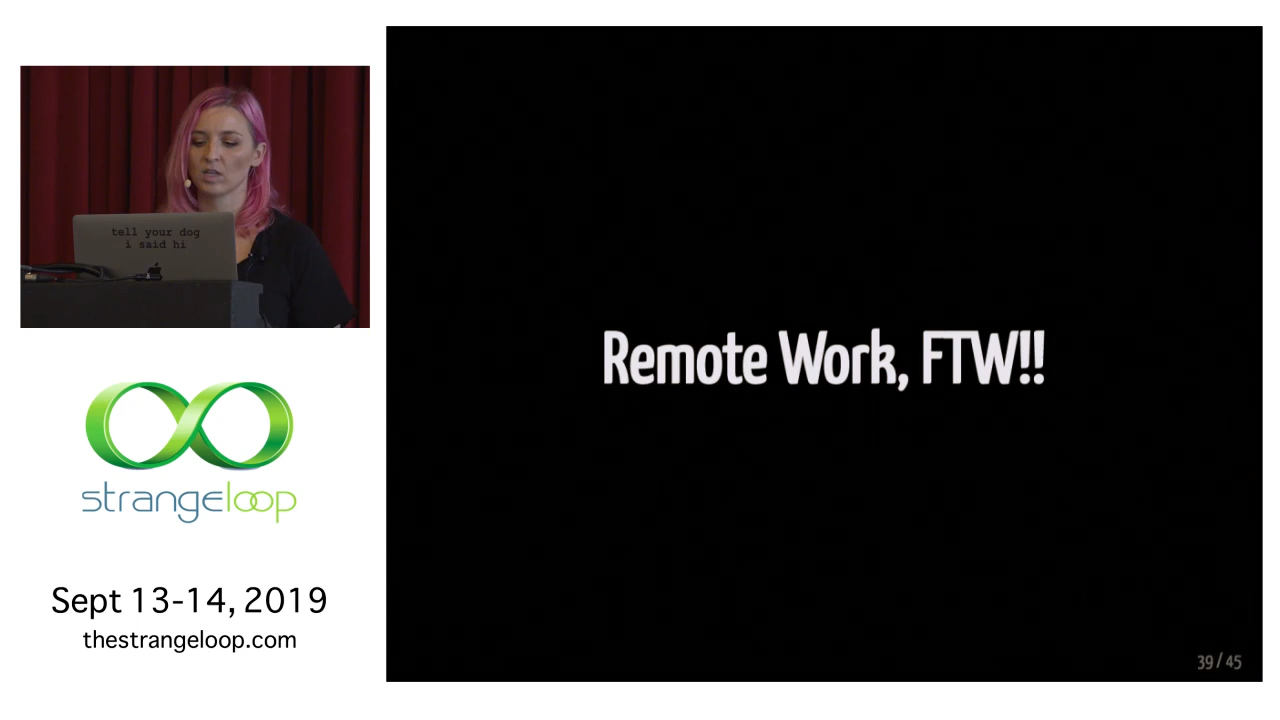 tell your dog
i said hi
strangeloop
Sept 13-14, 2019
thestrangeloop.com
Remote Work, FTW!!
39 / 45